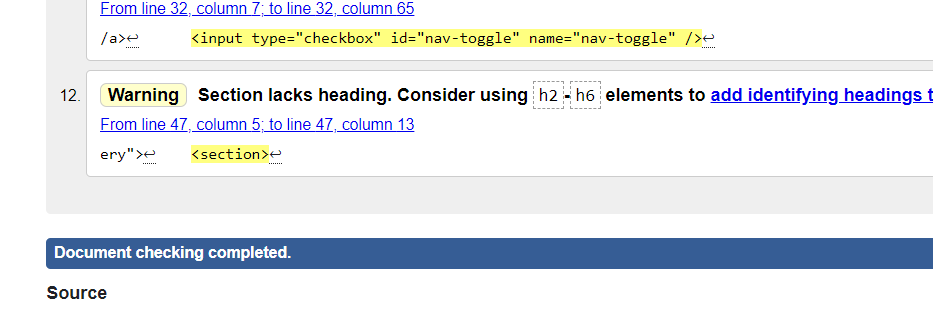 From line 32, column 7; to line 32, column 65
/a>↩ <input type="checkbox" id="nav-toggle" name="nav-toggle" />↩
12. Warning Section lacks heading. Consider using h2-h6 elements to add identifying headings t
From line 47, column 5; to line 47, column 13
ery">↩ <section>↩
Document checking completed.
Source